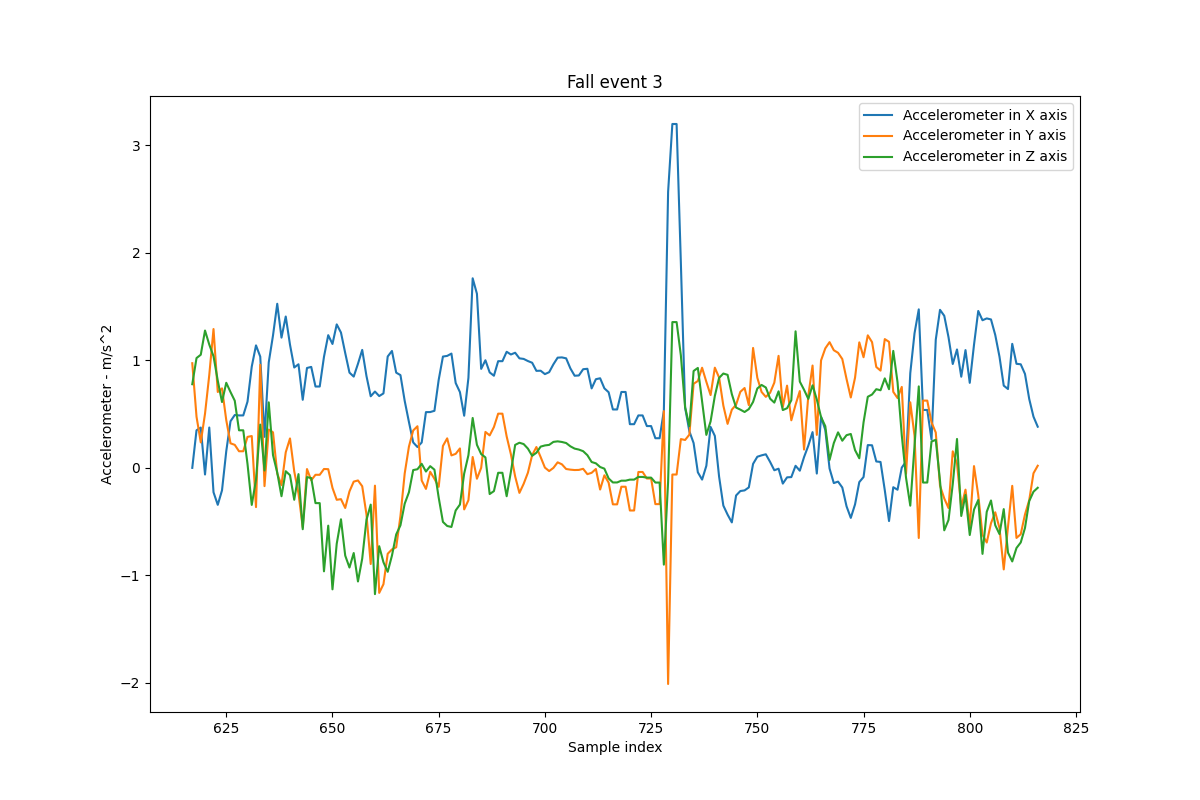 Fall event 3
Accelerometer in X axis
Accelerometer in Y axis
Accelerometer in Z axis
Accelerometer - m/s^2
3
2
1
0
−1
−2
625 650 675 700 725 750 775 800 825
Sample index